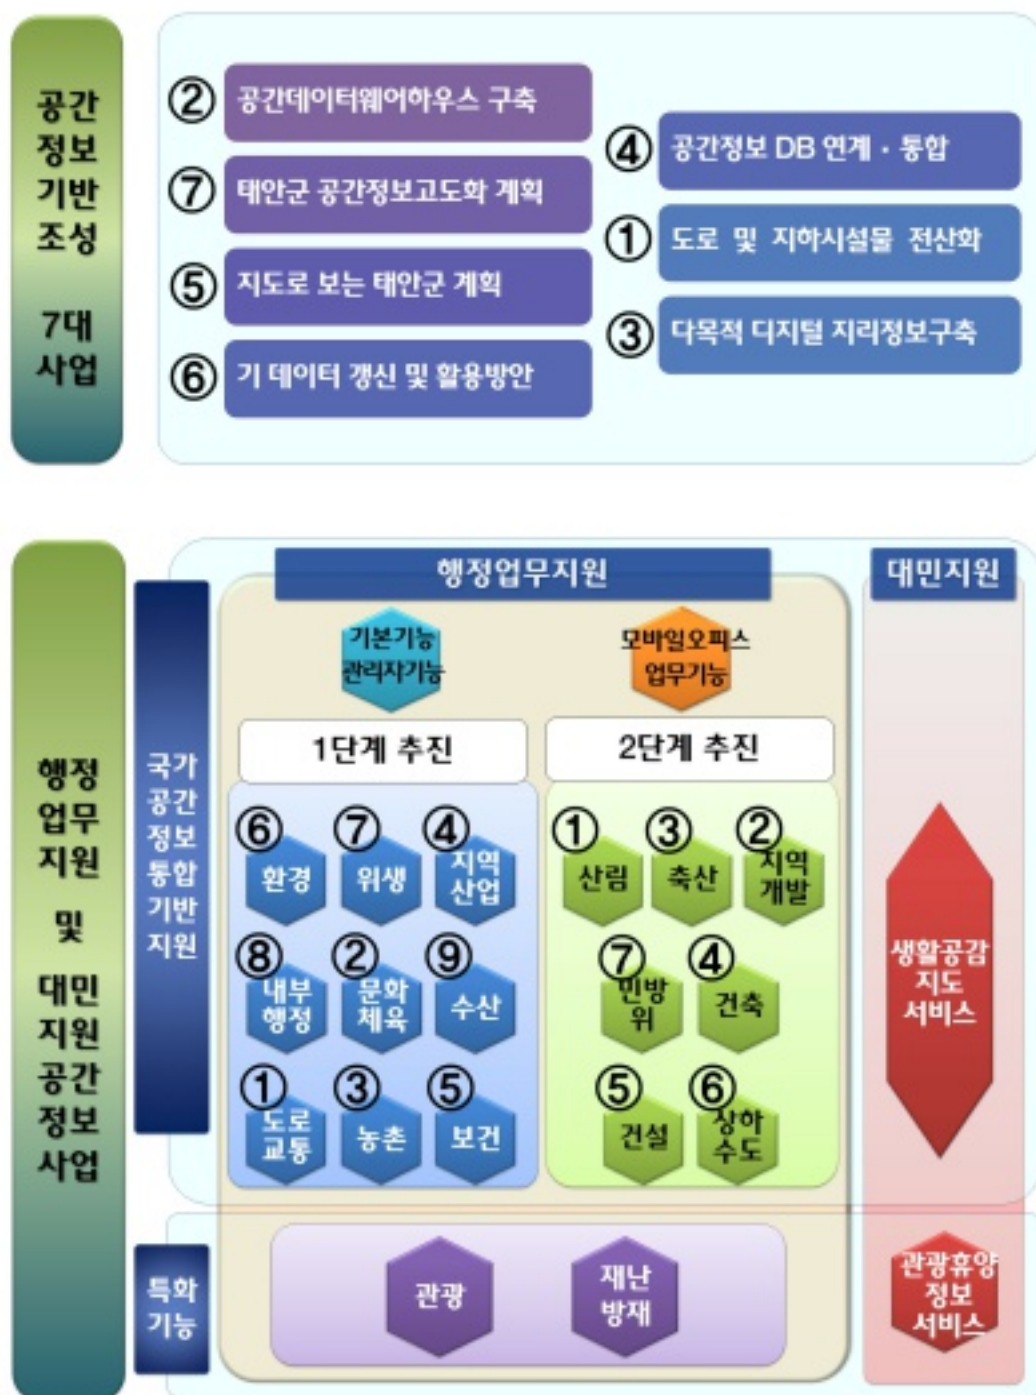 공간
정보
기반
조성
7대
사업
② 공간데이터웨어하우스 구축
⑦ 태안군 공간정보고도화 계획
⑤ 지도로 보는 태안군 계획
⑥ 기 데이터 갱신 및 활용방안
④ 공간정보 DB 연계 · 통합
① 도로 및 지하시설물 전산화
③ 다목적 디지털 지리정보구축
행정
업무
지원
및
대민
지원
공간
정보
사업
국가
공간
정보
통합
기반
지원
행정업무지원
기본기능
관리자기능
모바일오피스
업무기능
1단계 추진
⑥ 환경
⑦ 위생
④ 지역
산업
⑧ 내부
행정
② 문화
체육
⑨ 수산
① 도로
교통
③ 농촌
⑤ 보건
2단계 추진
① 산림
③ 축산
② 지역
개발
⑦ 민방
위
④ 건축
⑤ 건설
⑥ 상하
수도
대민지원
생활공감
지도
서비스
특화
기능
관광
재난
방재
관광휴양
정보
서비스